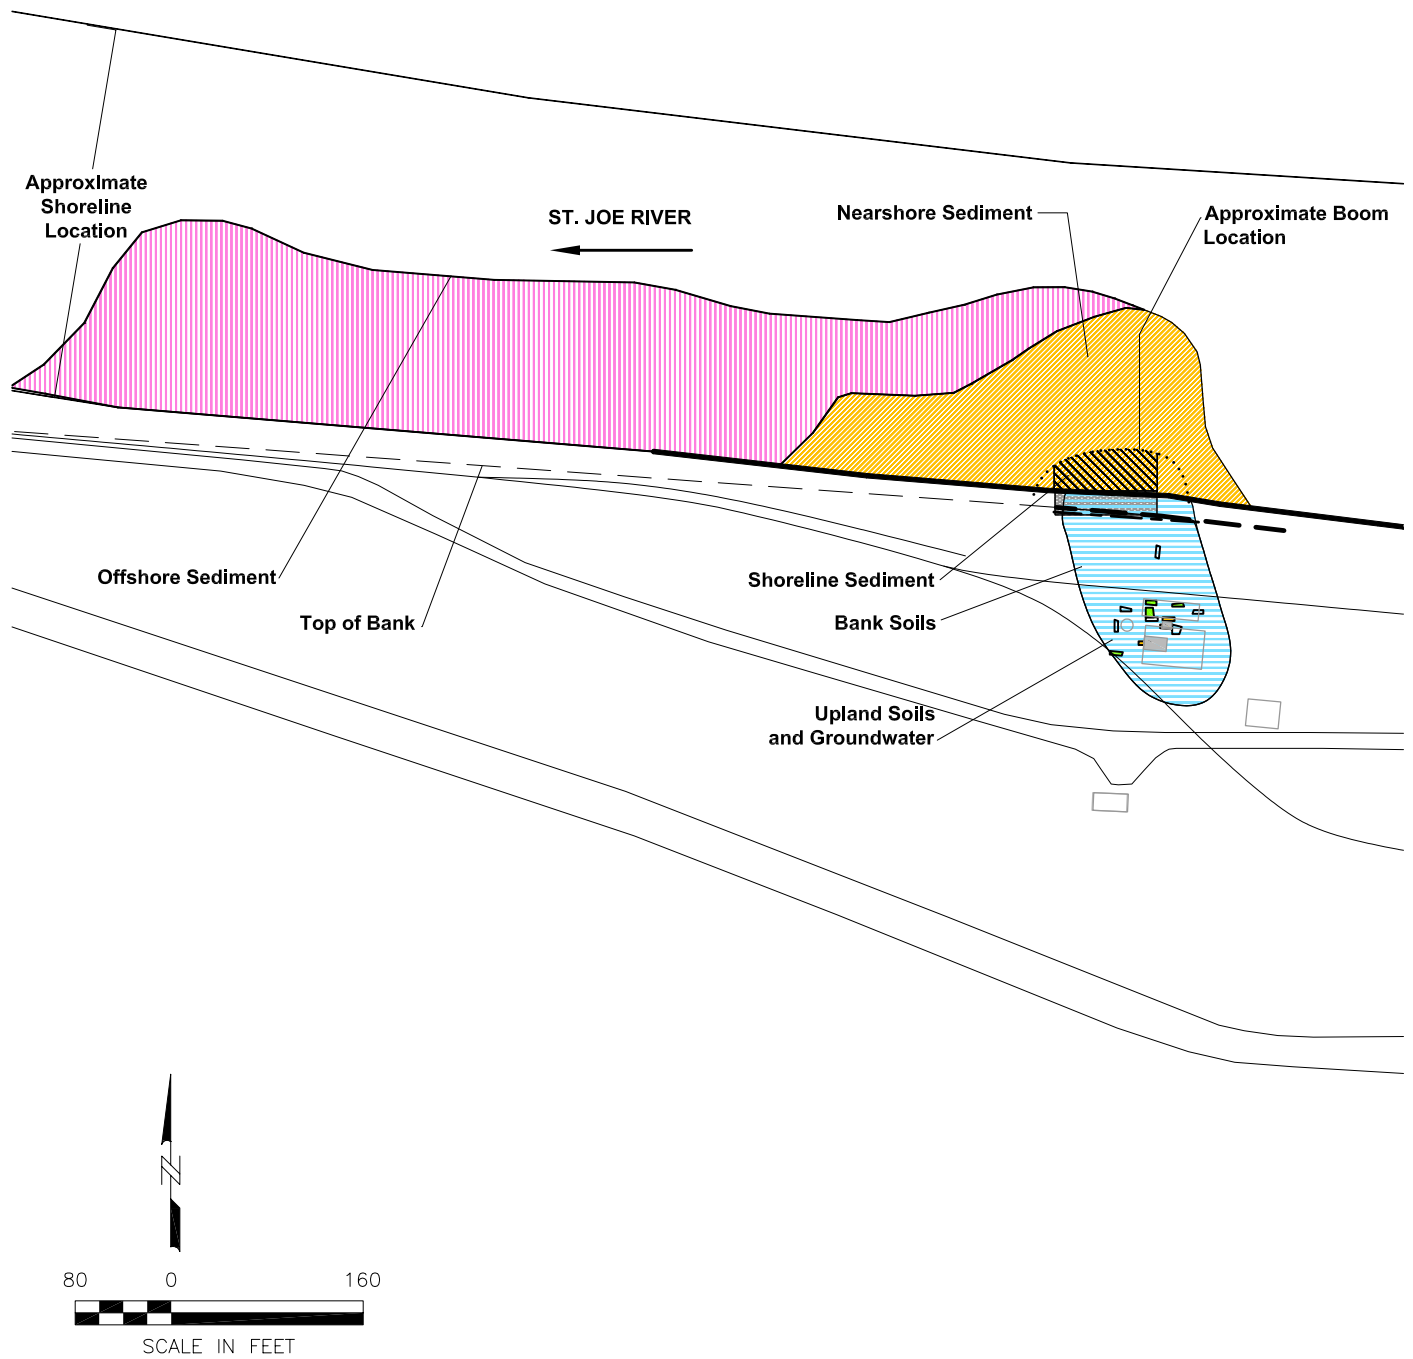 ApproxImate
Shoreline
Location
ST. JOE RIVER
Nearshore Sediment
Approximate Boom
Location
Offshore Sediment
Top of Bank
Shoreline Sediment
Bank Soils
Upland Soils
and Groundwater
N
80 0 160
SCALE IN FEET